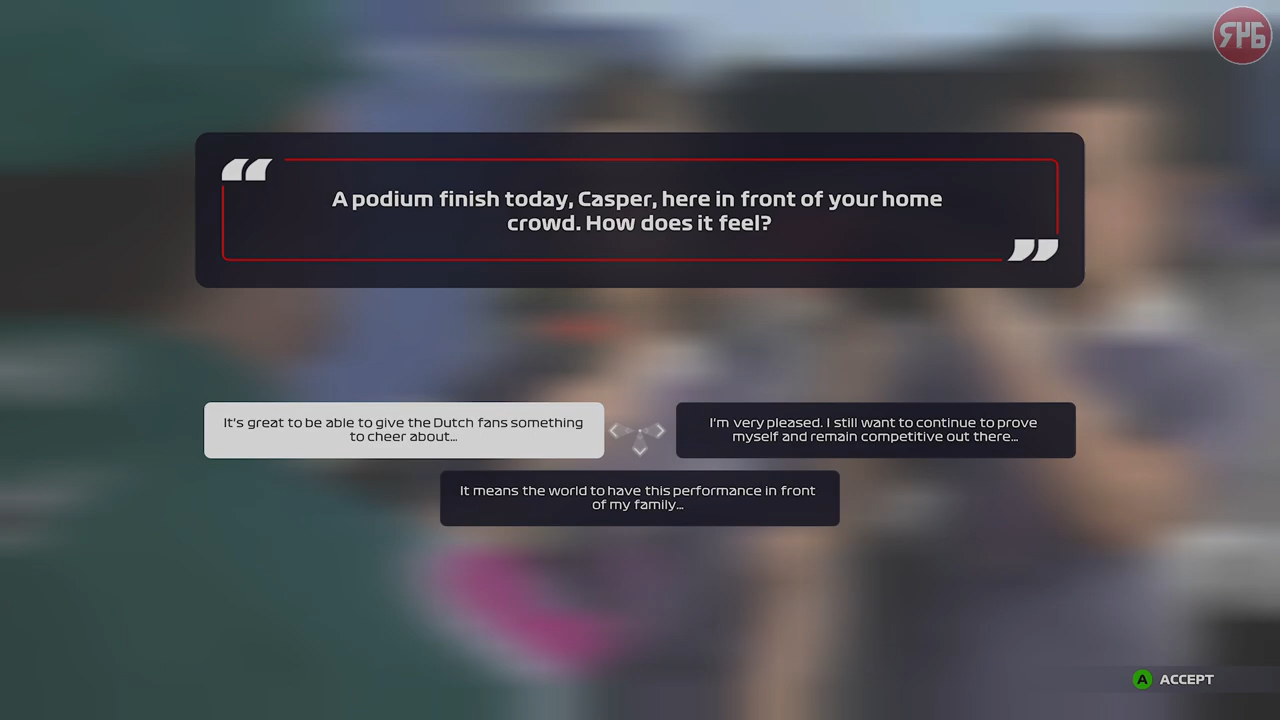 ЯЧБ
A podium finish today, Casper, here in front of your home
crowd. How does it feel?
It's great to be able to give the Dutch fans something
to cheer about...
I'm very pleased. I still want to continue to prove
myself and remain competitive out there...
It means the world to have this performance in front
of my family...
A ACCEPT